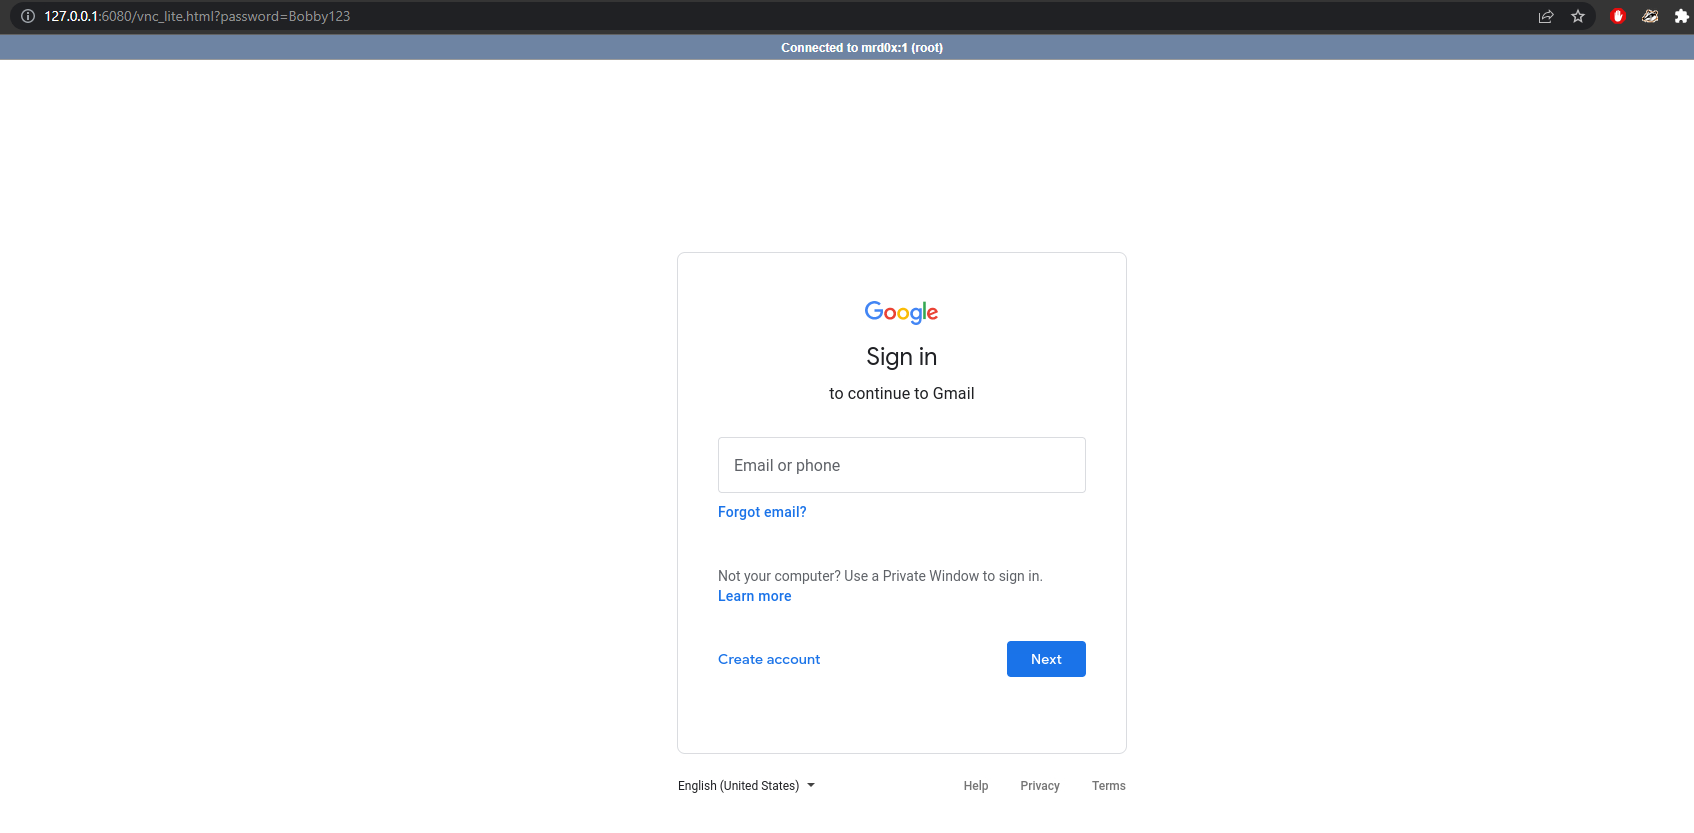 127.0.0.1:6080/vnc_lite.html?password=Bobby123
Connected to mrd0x:1 (root)
Google
Sign in
to continue to Gmail
Email or phone
Forgot email?
Not your computer? Use a Private Window to sign in.
Learn more
Create account
Next
English (United States)
Help
Privacy
Terms